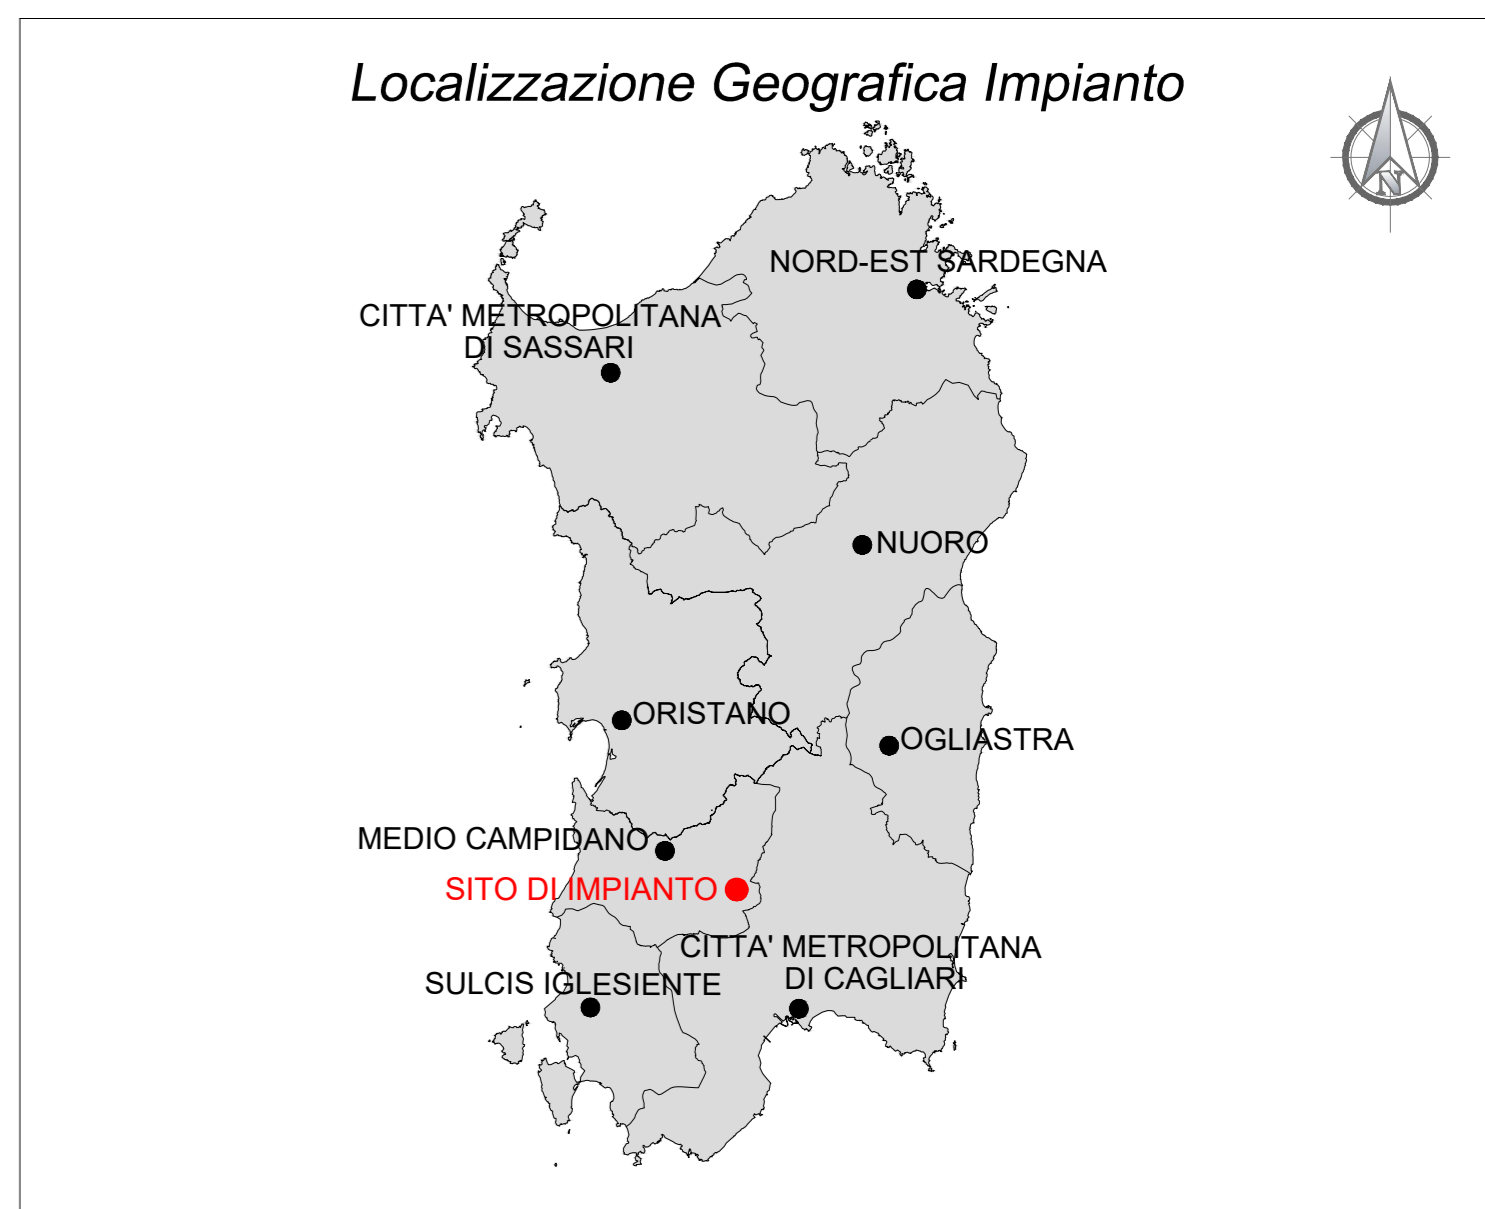 Localizzazione Geografica Impianto
N
NORD-EST SARDEGNA
CITTA' METROPOLITANA
DI SASSARI
NUORO
ORISTANO
OGLIASTRA
MEDIO CAMPIDANO
SITO DI IMPIANTO
CITTA' METROPOLITANA
DI CAGLIARI
SULCIS IGLESIENTE